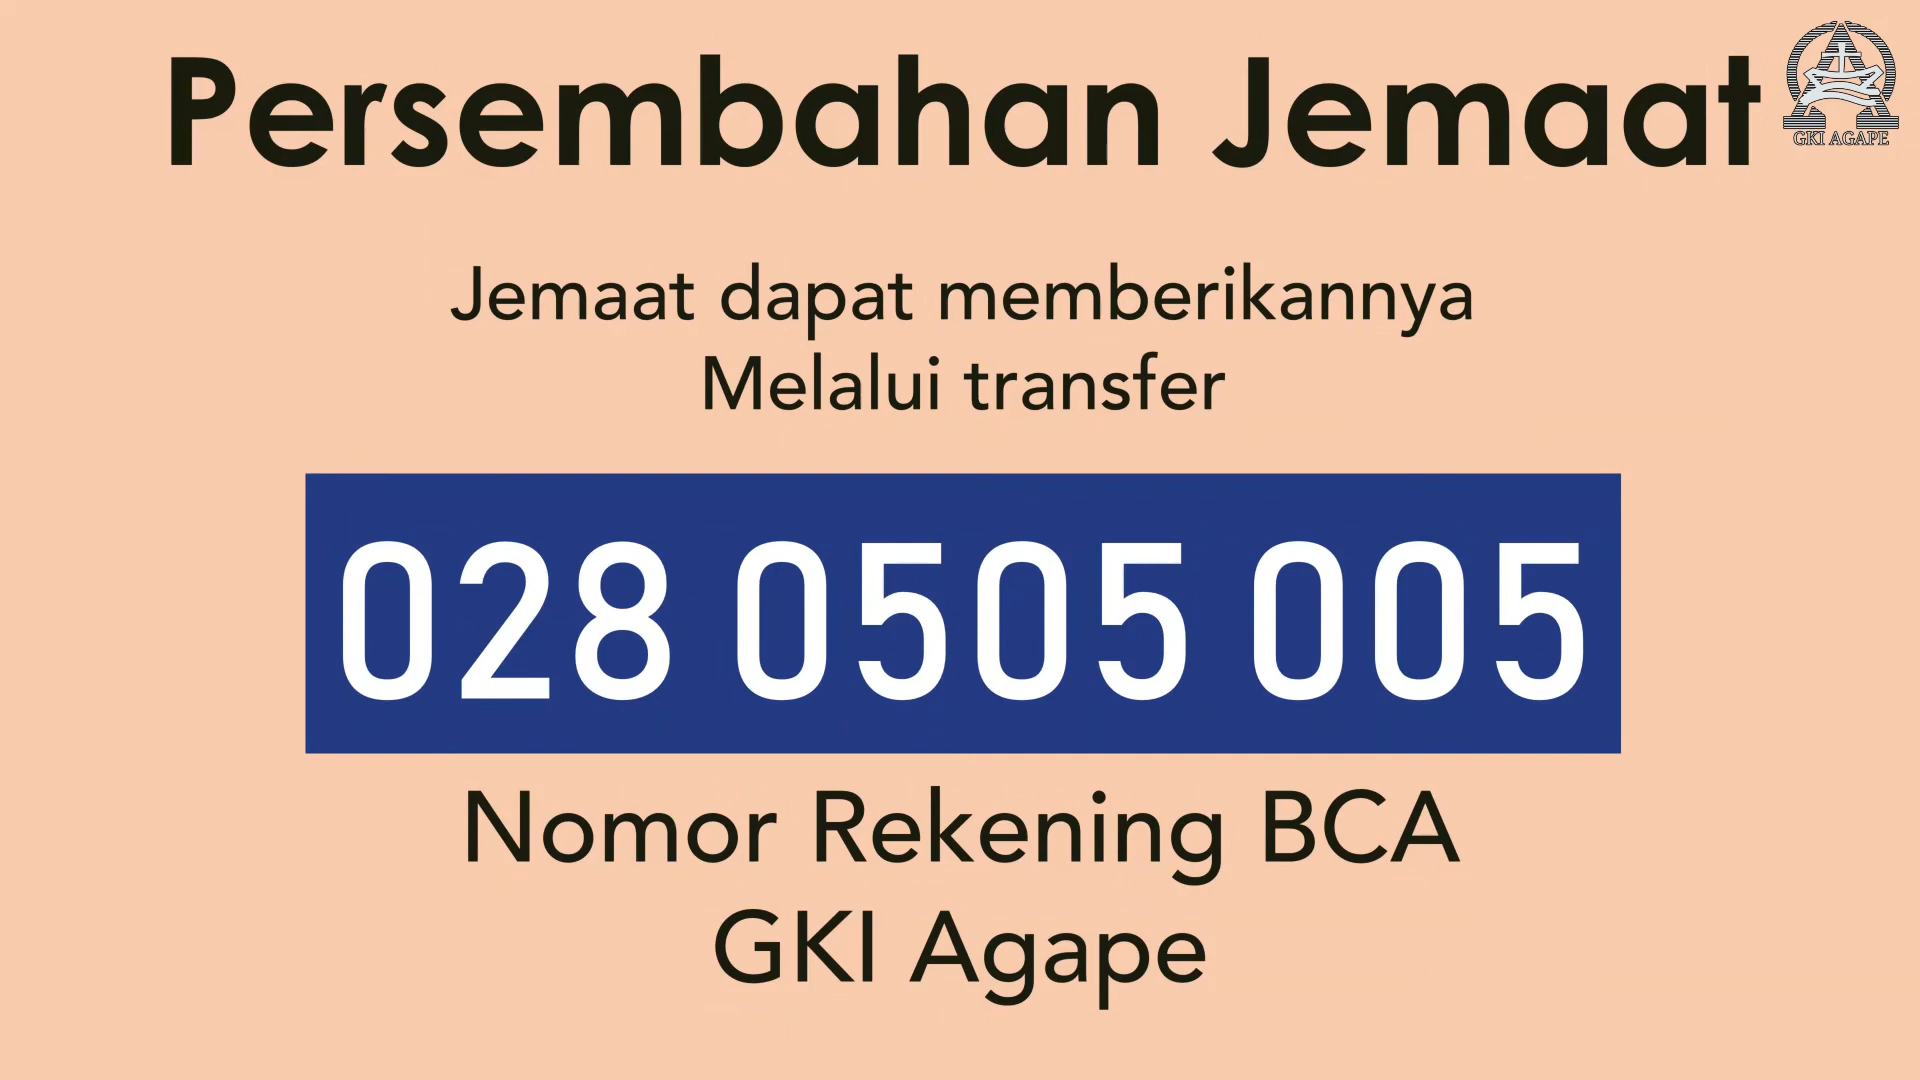 Persembahan Jemaat
GKI AGAPE
Jemaat dapat memberikannya
Melalui transfer
028 0505 005
Nomor Rekening BCA
GKI Agape